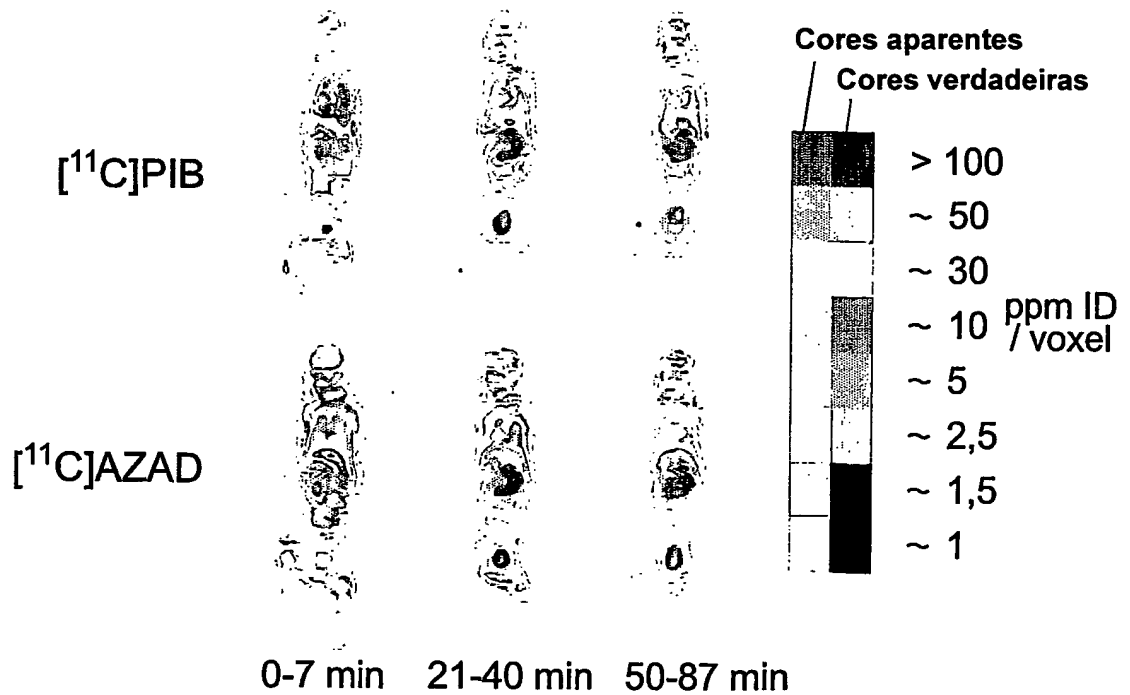 Cores aparentes
Cores verdadeiras
[¹¹C]PIB
> 100
~ 50
~ 30
~ 10
ppm ID
/ voxel
~ 5
~ 2,5
[¹¹C]AZAD
~ 1,5
~ 1
0-7 min 21-40 min 50-87 min